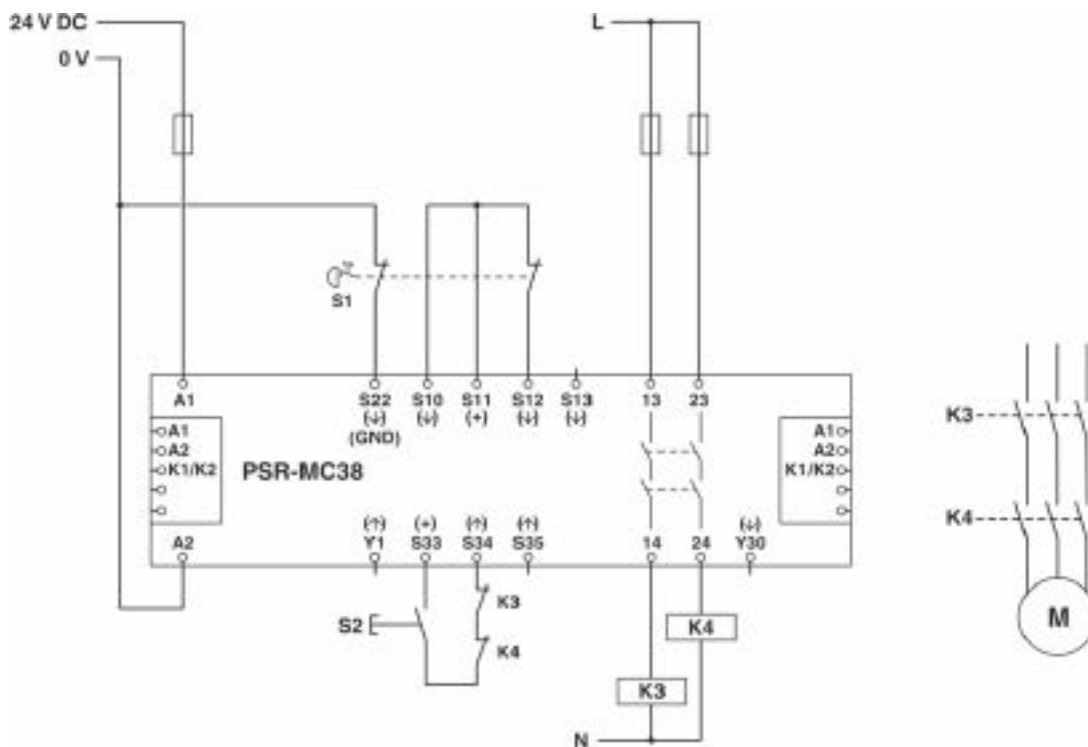 24 V DC
L
0 V
S1
A1 S22 S10 S11 S12 S13 13 23
(↓) (↓) (+) (↓) (↓)
(GND)
A1 A1
A2 A2
K1/K2 PSR-MC38 K1/K2
(↑) (+) (↑) (↑) (↓)
A2 Y1 S33 S34 S35 14 24 Y30
K3
K4
S2
K3
K4
K4
K3
N
M